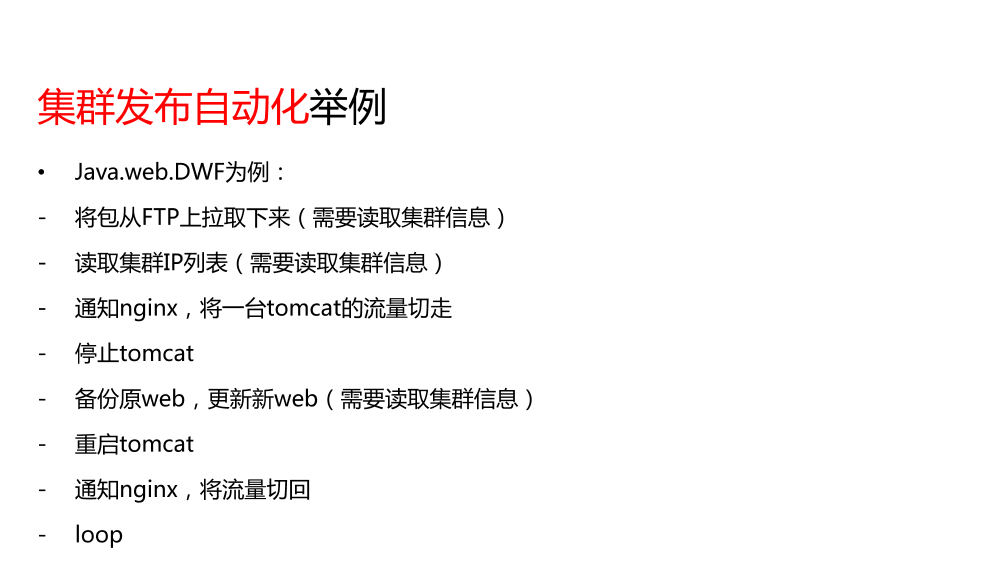 集群发布自动化举例
• Java.web.DWF为例：
- 将包从FTP上拉取下来（需要读取集群信息）
- 读取集群IP列表（需要读取集群信息）
- 通知nginx，将一台tomcat的流量切走
- 停止tomcat
- 备份原web，更新新web（需要读取集群信息）
- 重启tomcat
- 通知nginx，将流量切回
- loop